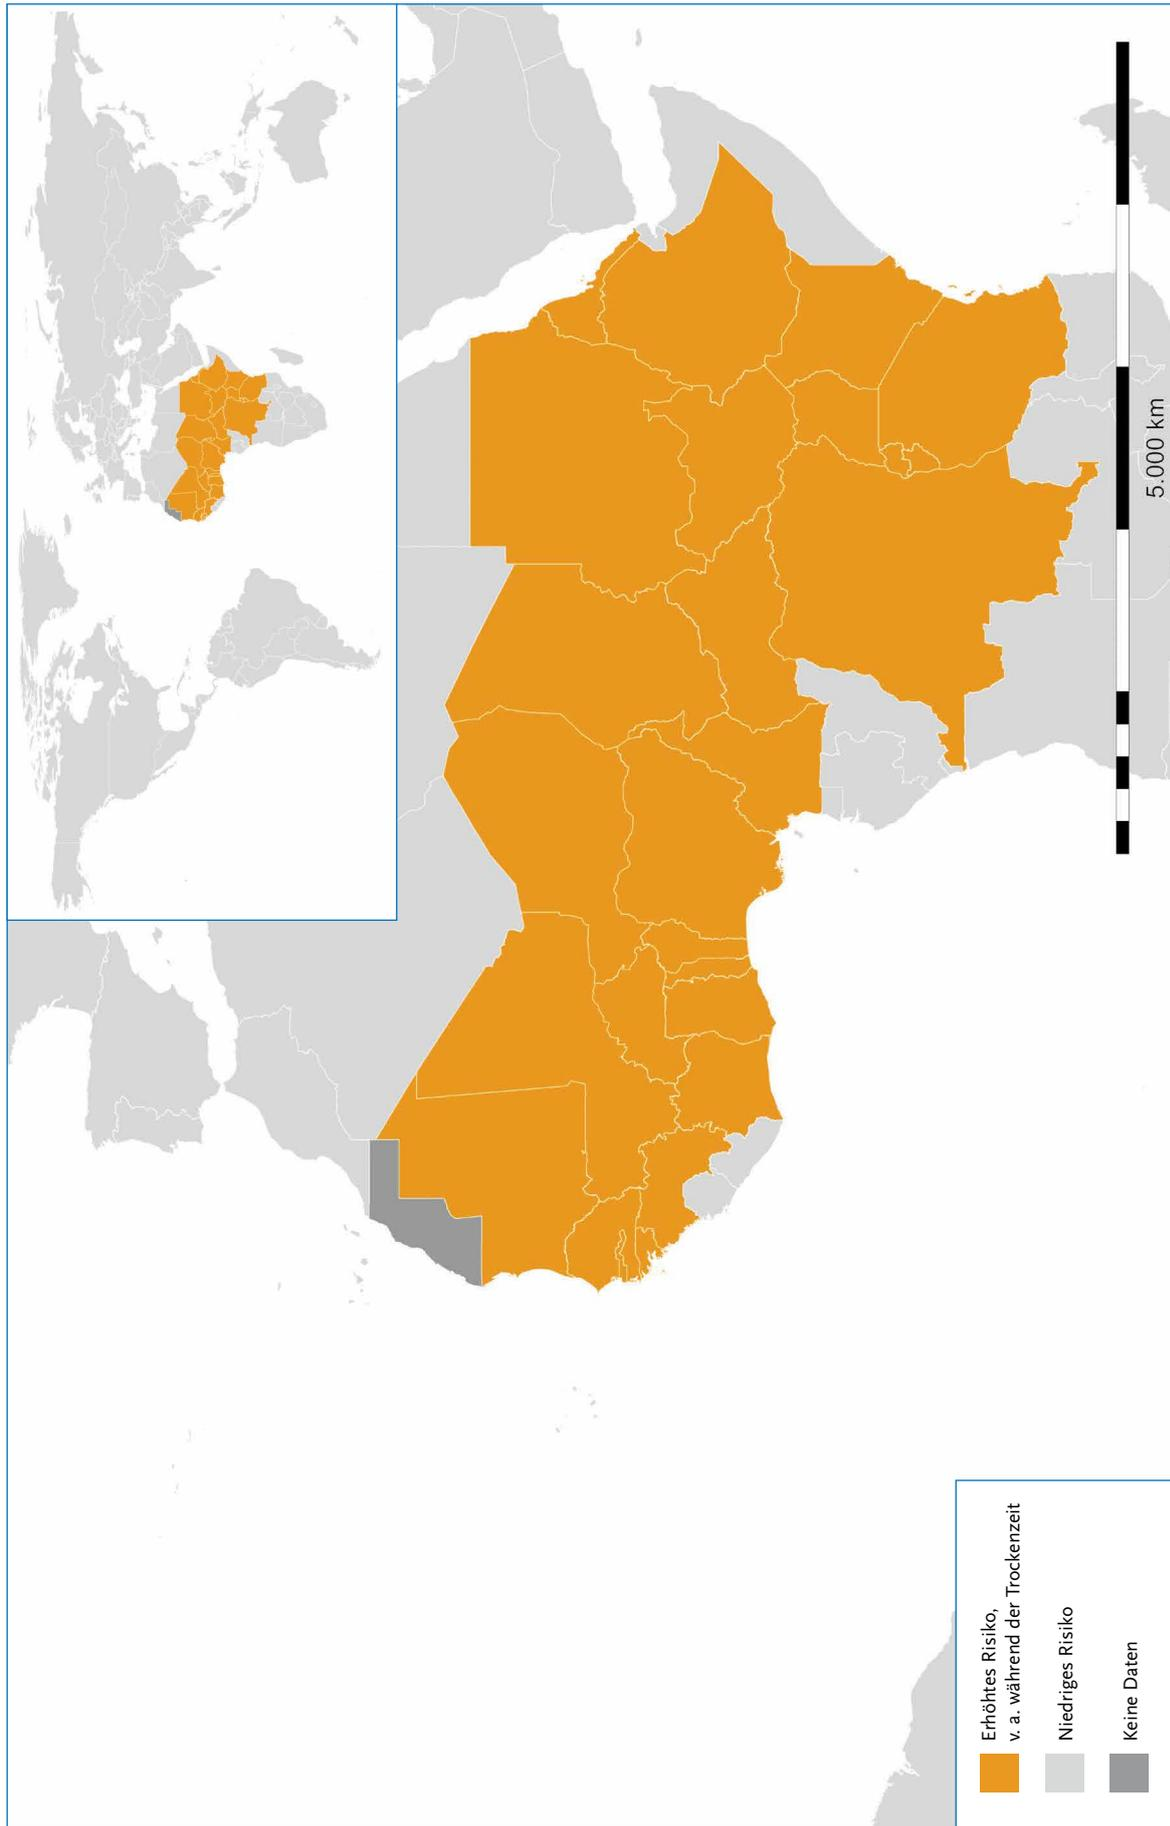 Erhöhtes Risiko,
v. a. während der Trockenzeit
Niedriges Risiko
Keine Daten
5.000 km